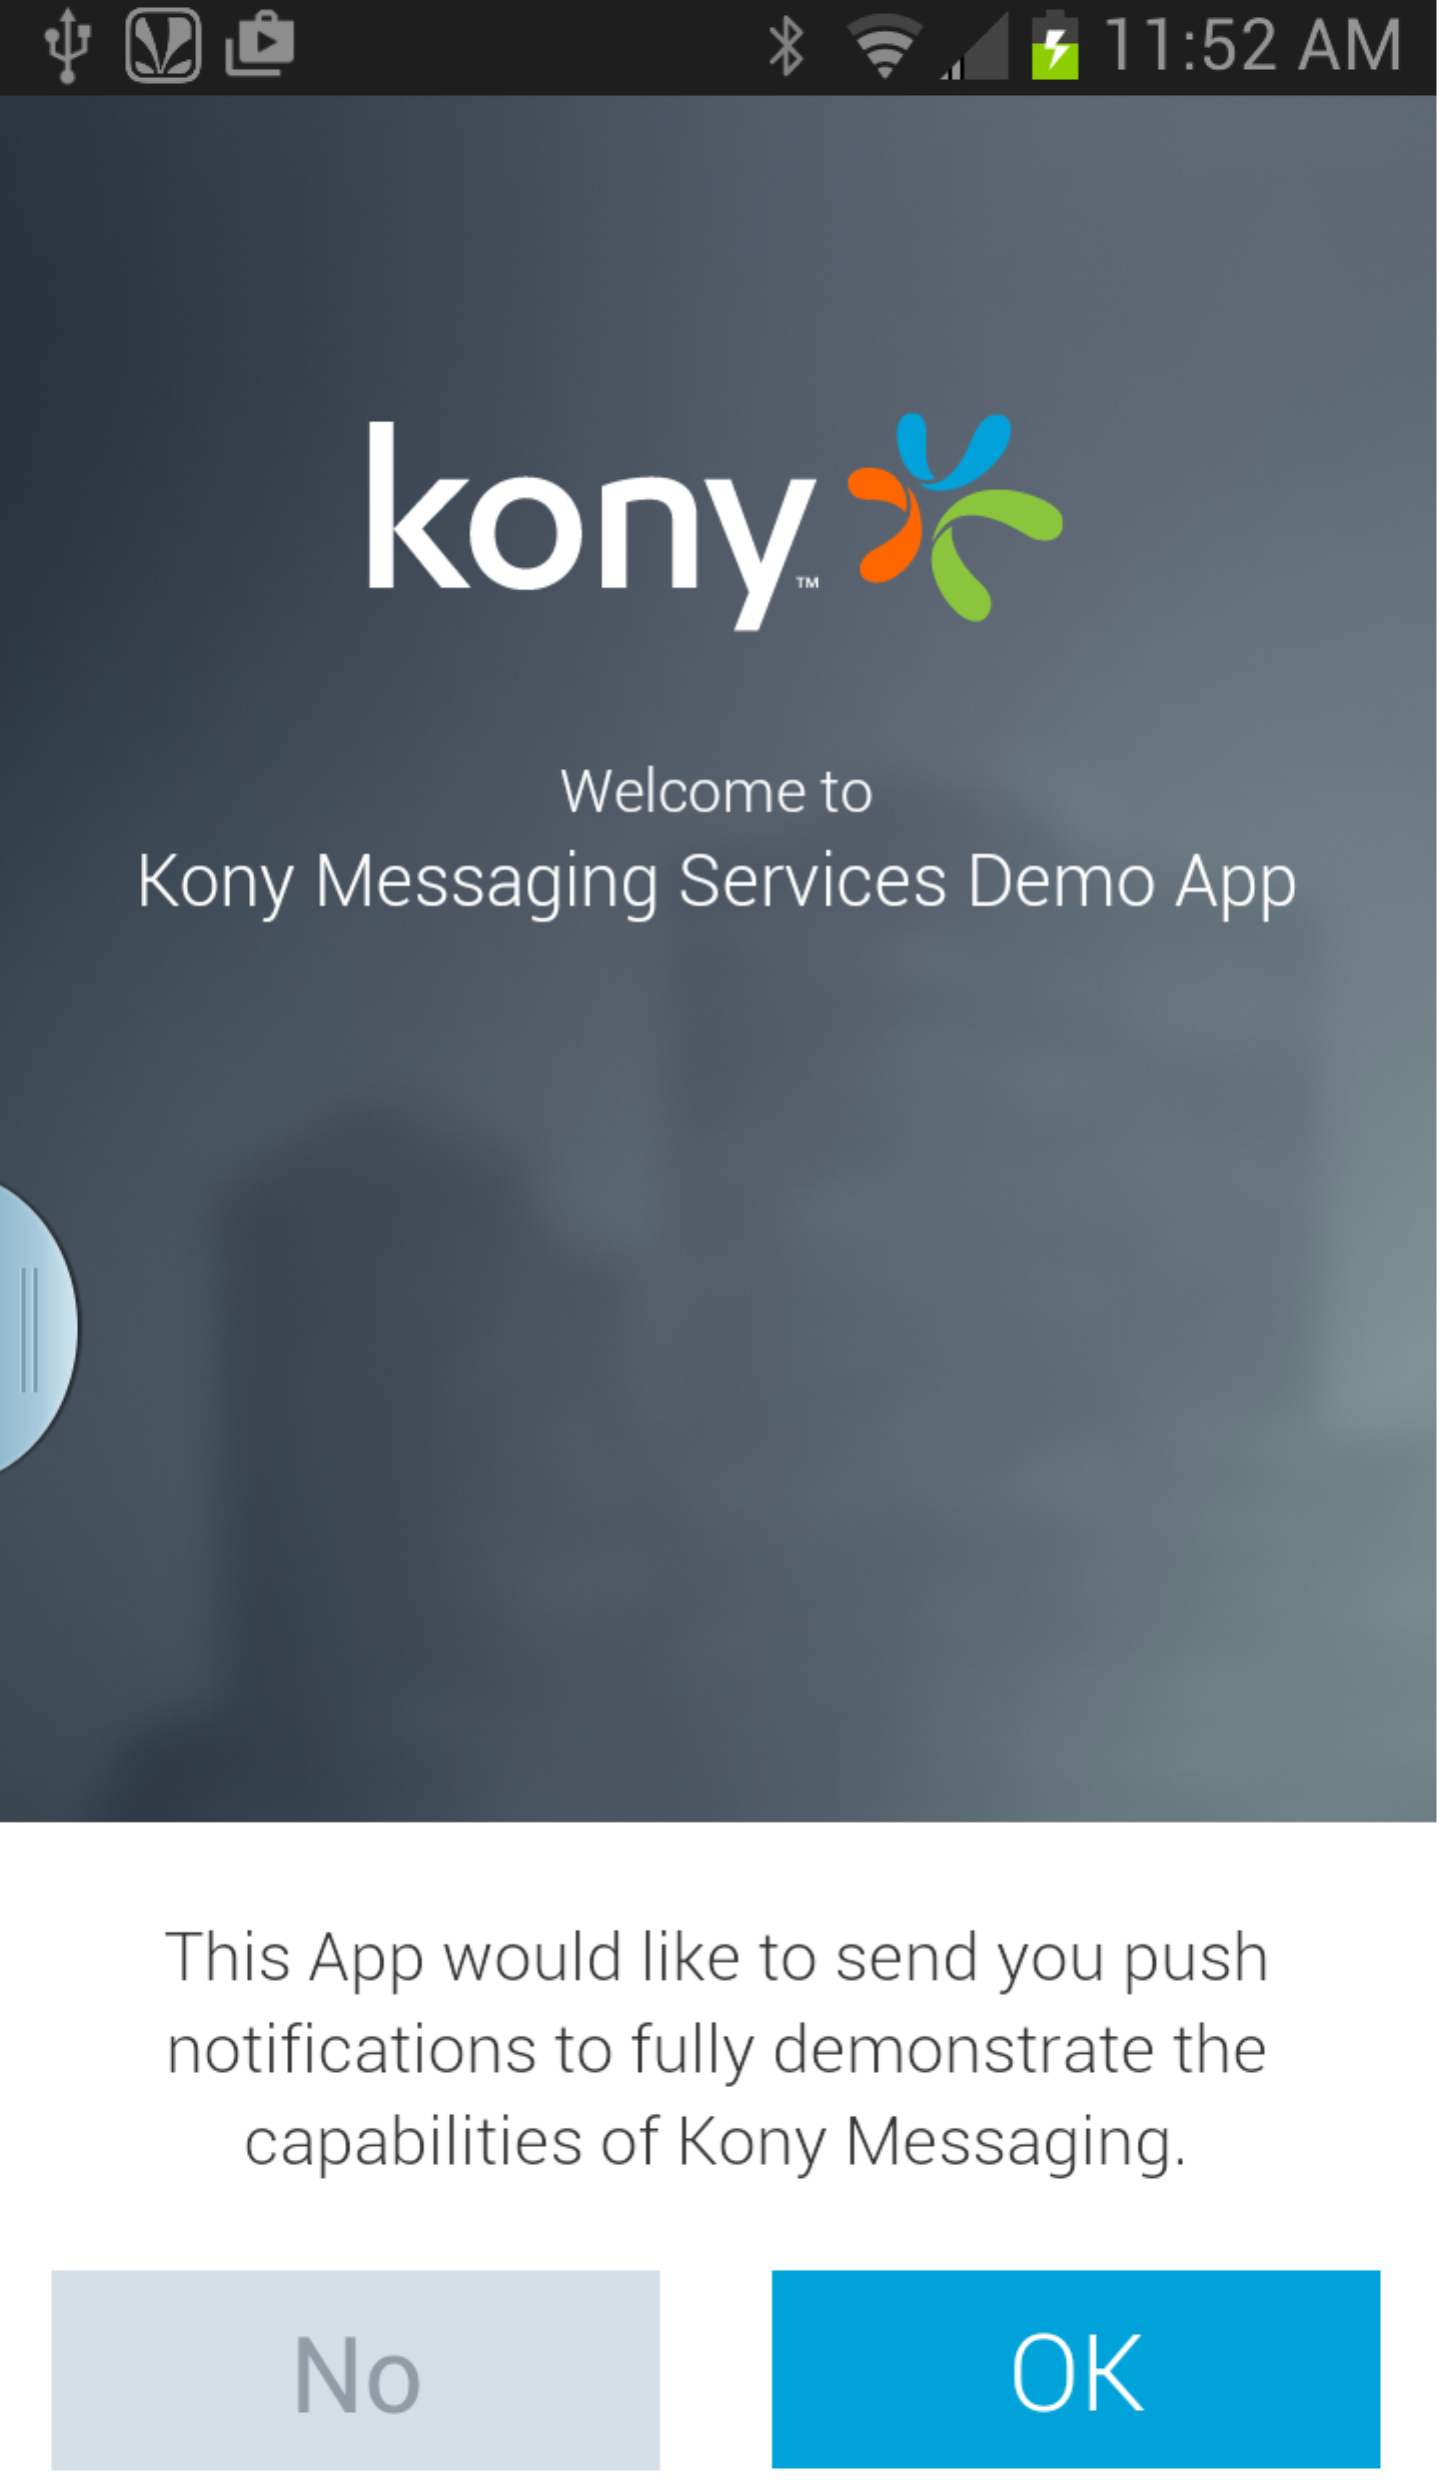 11:52 AM
kony™
Welcome to
Kony Messaging Services Demo App
This App would like to send you push
notifications to fully demonstrate the
capabilities of Kony Messaging.
No
OK